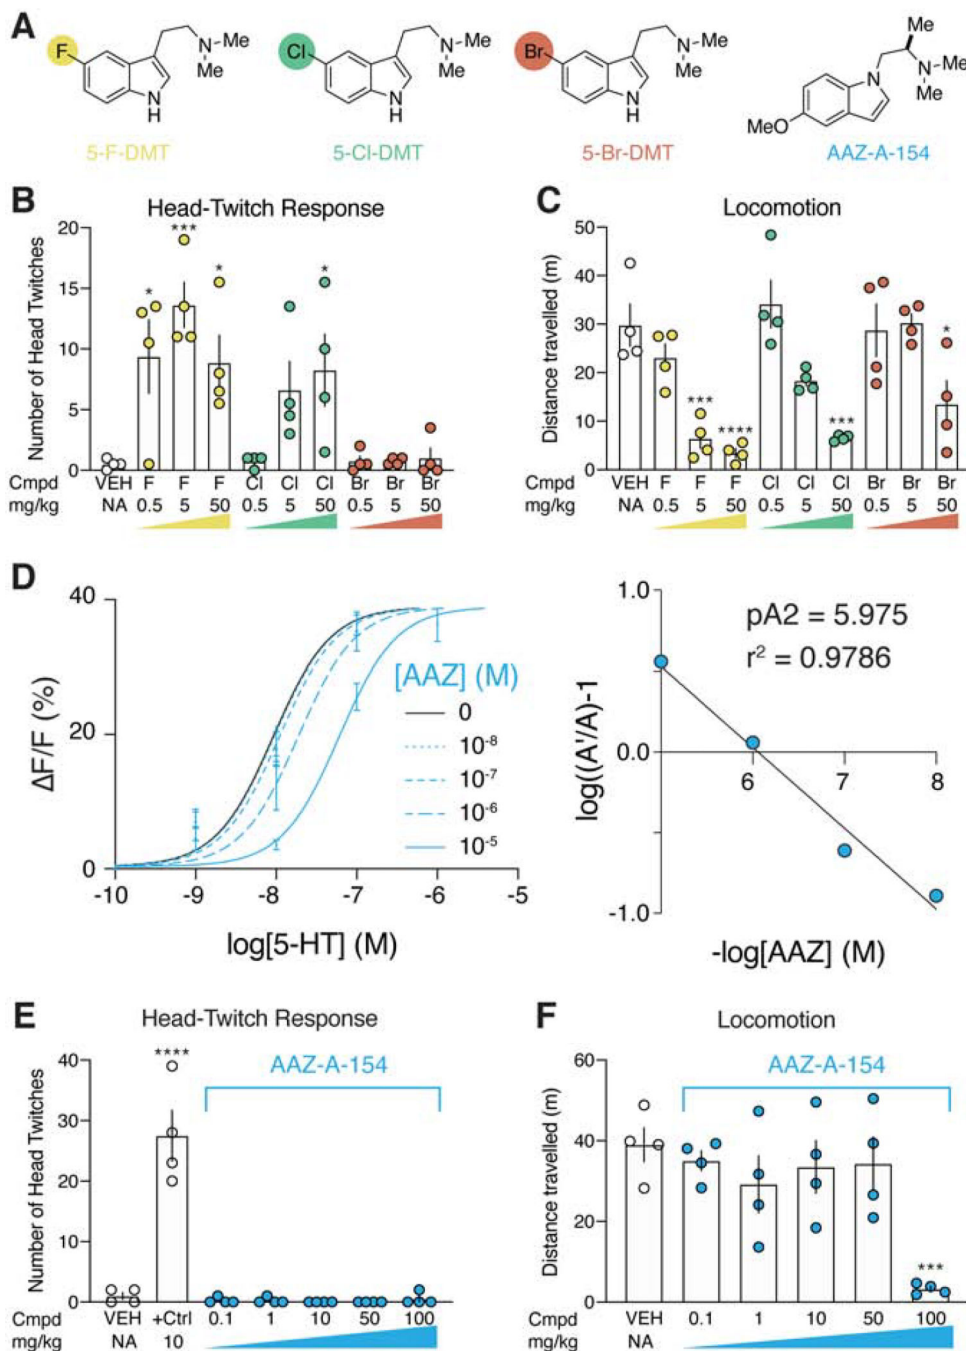 A
F
N
Me
Me
N
H
5-F-DMT
Cl
N
Me
Me
N
H
5-Cl-DMT
Br
N
Me
Me
N
H
5-Br-DMT
Me
N
N
Me
Me
MeO
AAZ-A-154
B
Head-Twitch Response
Number of Head Twitches
20
15
10
5
0
* *** * *
Cmpd VEH F F F Cl Cl Cl Br Br Br
mg/kg NA 0.5 5 50 0.5 5 50 0.5 5 50
C
Locomotion
Distance travelled (m)
50
40
30
20
10
0
*** **** *** *
Cmpd VEH F F F Cl Cl Cl Br Br Br
mg/kg NA 0.5 5 50 0.5 5 50 0.5 5 50
D
ΔF/F (%)
40
20
0
-10 -9 -8 -7 -6 -5
log[5-HT] (M)
[AAZ] (M)
0
10-8
10-7
10-6
10-5
log((A'/A)-1
1.0
0.0
-1.0
6 7 8
pA2 = 5.975
r2 = 0.9786
-log[AAZ] (M)
E
Head-Twitch Response
Number of Head Twitches
40
30
20
10
0
****
AAZ-A-154
Cmpd VEH +Ctrl 0.1 1 10 50 100
mg/kg NA 10
F
Locomotion
Distance travelled (m)
60
40
20
0
AAZ-A-154
***
Cmpd VEH 0.1 1 10 50 100
mg/kg NA